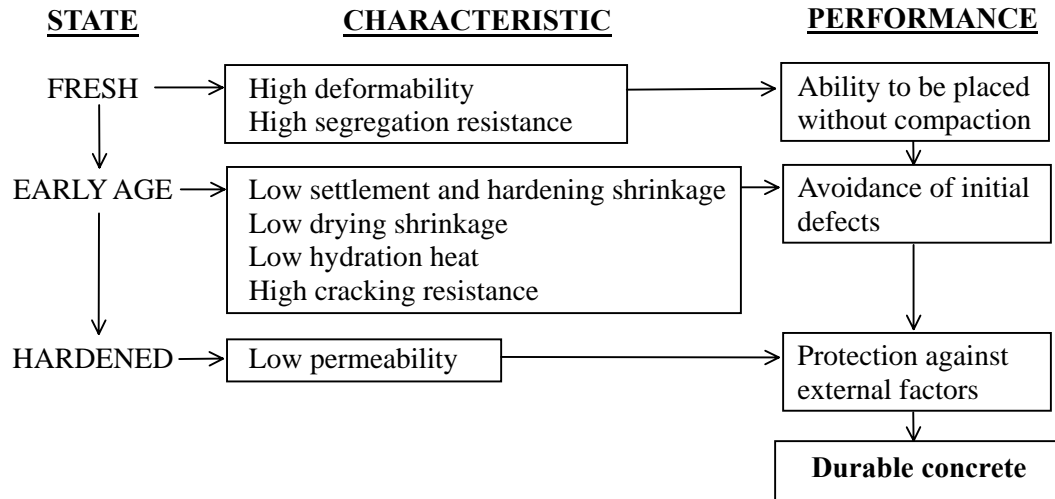 STATE
CHARACTERISTIC
PERFORMANCE
FRESH
High deformability
High segregation resistance
Ability to be placed
without compaction
EARLY AGE
Low settlement and hardening shrinkage
Low drying shrinkage
Low hydration heat
High cracking resistance
Avoidance of initial
defects
HARDENED
Low permeability
Protection against
external factors
Durable concrete